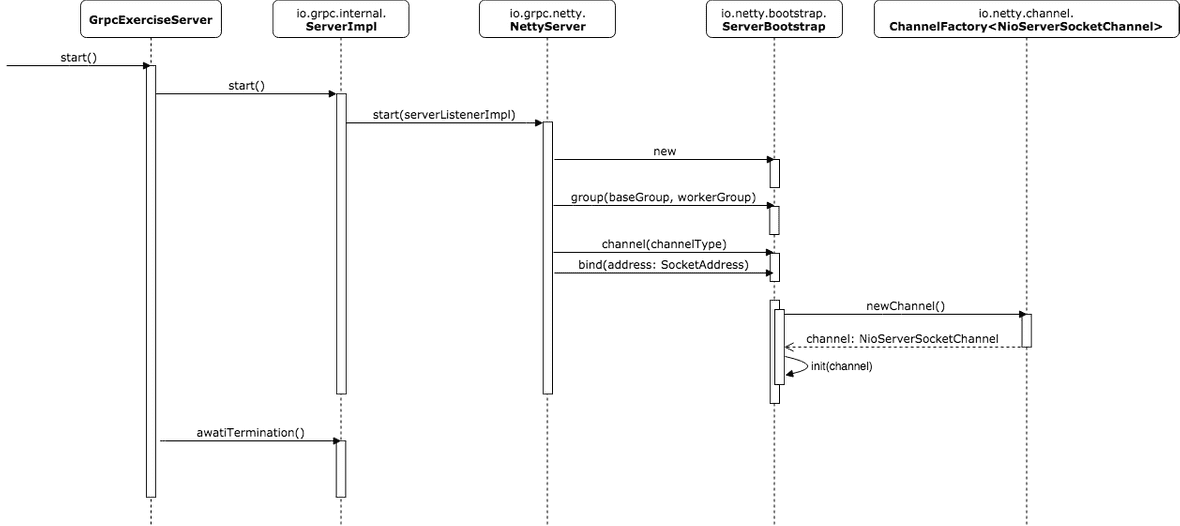 GrpcExerciseServer
io.grpc.internal.
ServerImpl
io.grpc.netty.
NettyServer
io.netty.bootstrap.
ServerBootstrap
io.netty.channel.
ChannelFactory<NioServerSocketChannel>
start()
start()
start(serverListenerImpl)
new
group(baseGroup, workerGroup)
channel(channelType)
bind(address: SocketAddress)
newChannel()
channel: NioServerSocketChannel
init(channel)
awatiTermination()